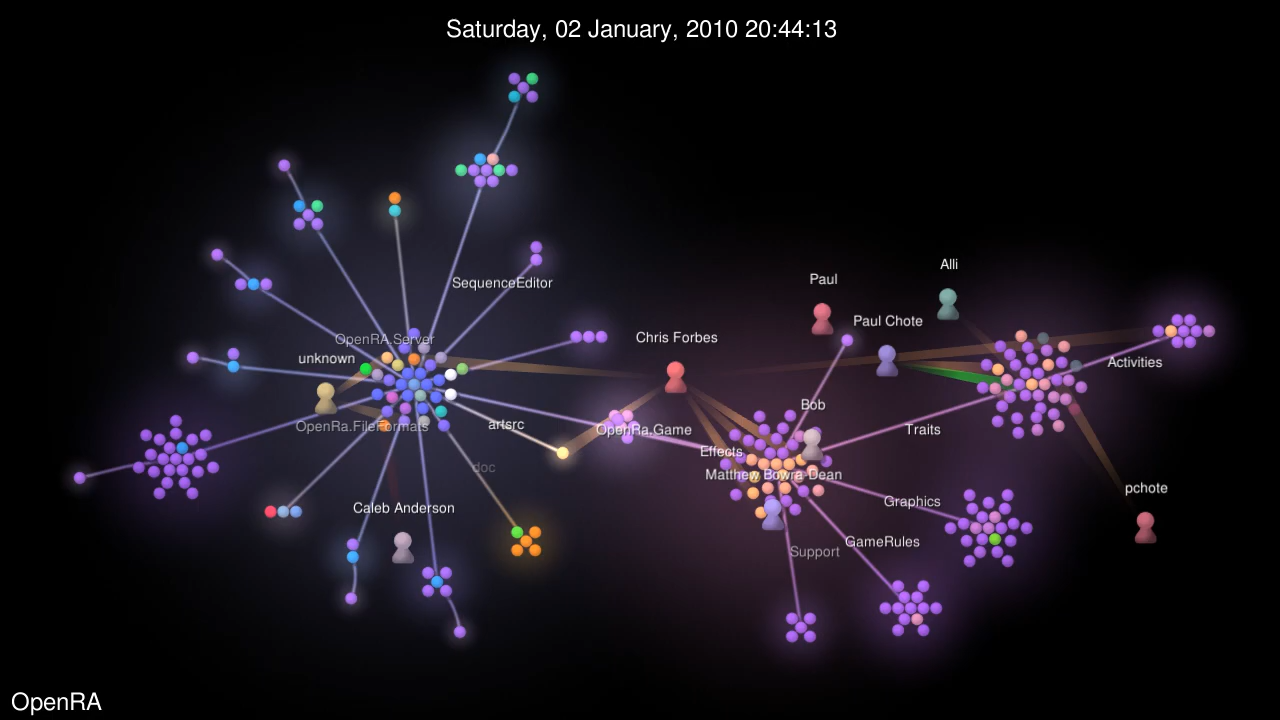 Saturday, 02 January, 2010 20:44:13
Alli
Paul
SequenceEditor
Paul Chote
OpenRA.Server
Chris Forbes
unknown
Activities
Bob
OpenRa.FileFormats
artsrc
OpenRa.Game
Traits
Effects
doc
Matthew Bowra-Dean
pchote
Graphics
Caleb Anderson
GameRules
Support
OpenRA